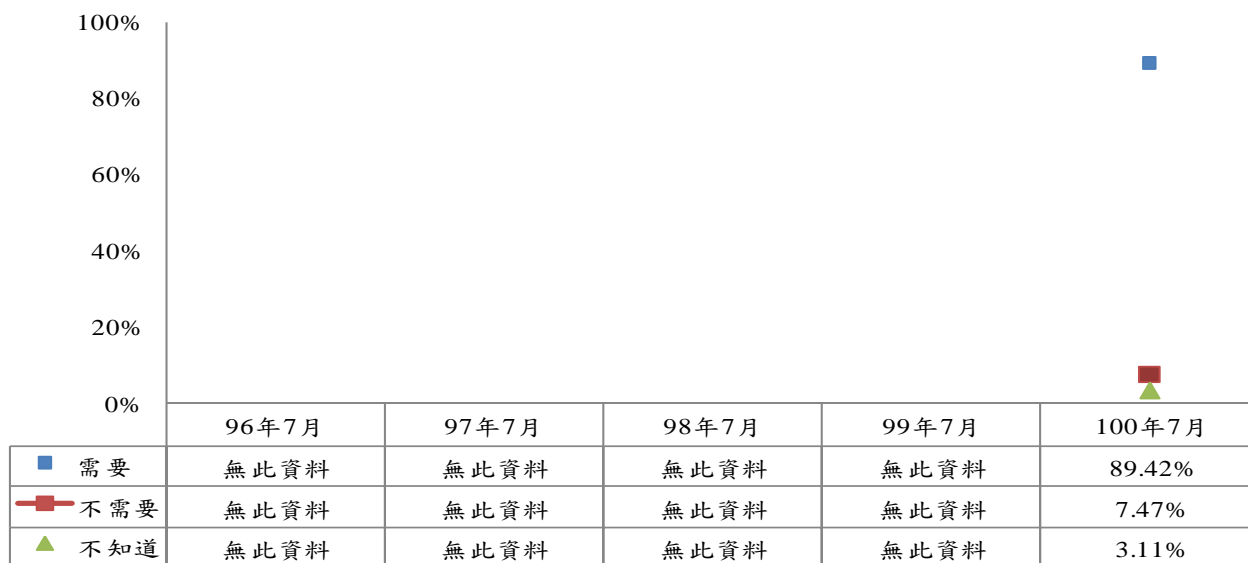 100%
80%
60%
40%
20%
0%
96年7月 97年7月 98年7月 99年7月 100年7月
需要 無此資料 無此資料 無此資料 無此資料 89.42%
不需要 無此資料 無此資料 無此資料 無此資料 7.47%
不知道 無此資料 無此資料 無此資料 無此資料 3.11%